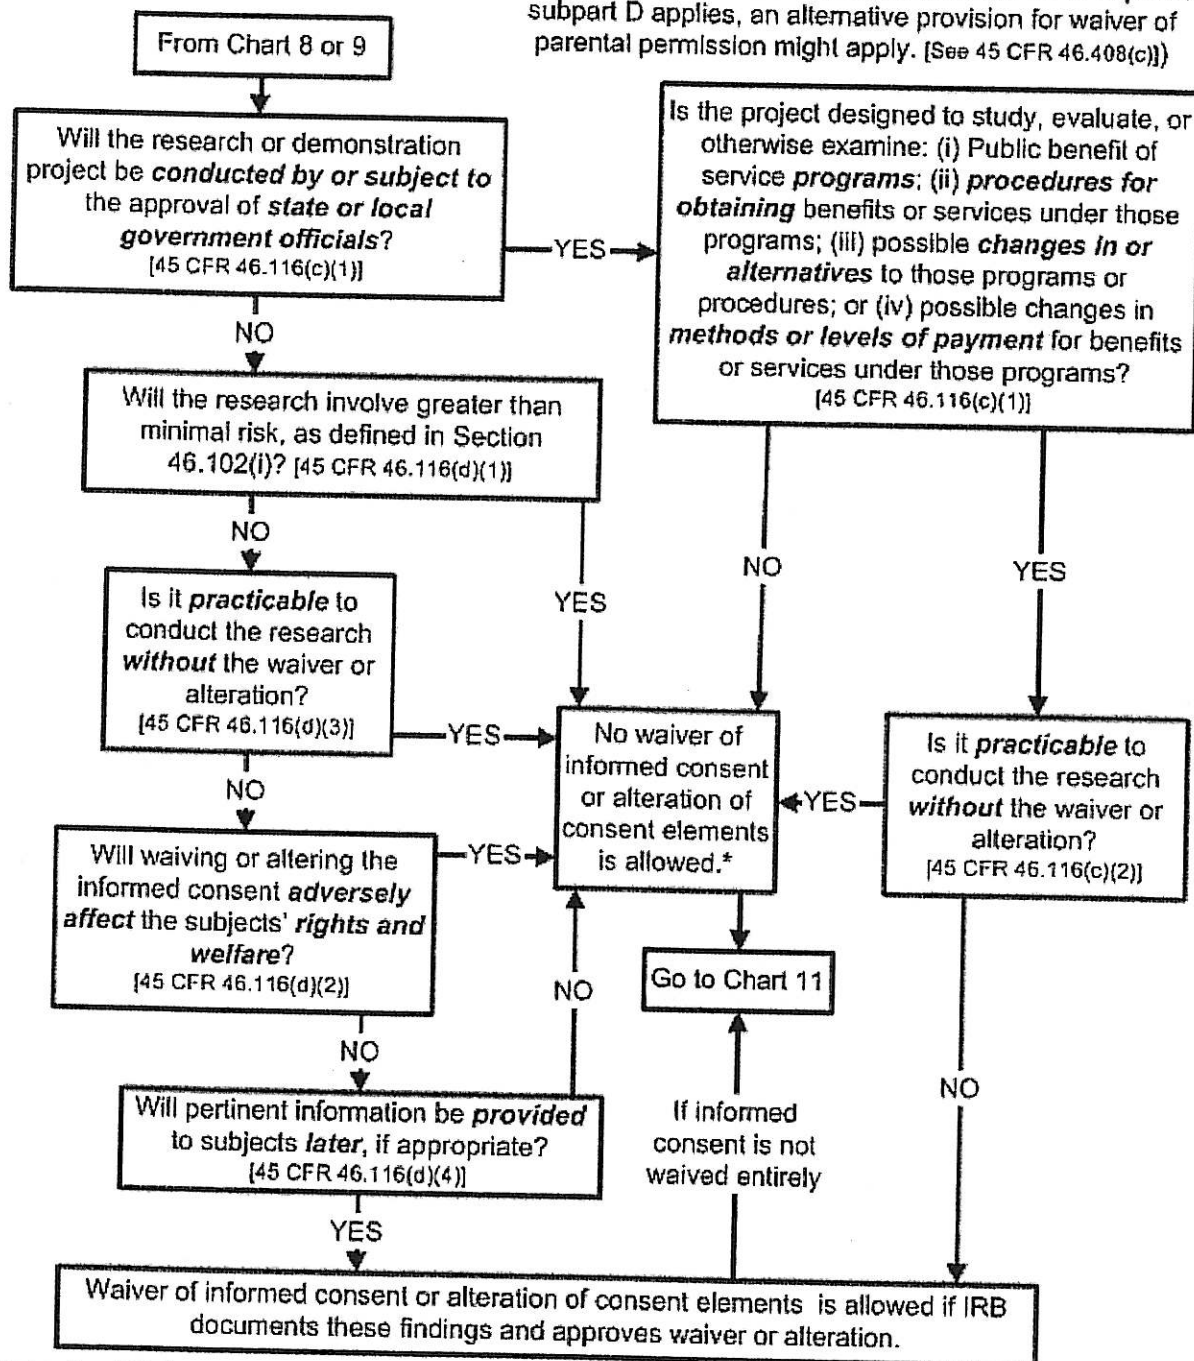 subpart D applies, an alternative provision for waiver of
parental permission might apply. [See 45 CFR 46.408(c)])
From Chart 8 or 9
Will the research or demonstration
project be conducted by or subject to
the approval of state or local
government officials?
[45 CFR 46.116(c)(1)]
YES
Is the project designed to study, evaluate, or
otherwise examine: (i) Public benefit of
service programs; (ii) procedures for
obtaining benefits or services under those
programs; (iii) possible changes in or
alternatives to those programs or
procedures; or (iv) possible changes in
methods or levels of payment for benefits
or services under those programs?
[45 CFR 46.116(c)(1)]
NO
Will the research involve greater than
minimal risk, as defined in Section
46.102(i)? [45 CFR 46.116(d)(1)]
NO
YES
NO
YES
Is it practicable to
conduct the research
without the waiver or
alteration?
[45 CFR 46.116(d)(3)]
YES
No waiver of
informed consent
or alteration of
consent elements
is allowed.*
YES
Is it practicable to
conduct the research
without the waiver or
alteration?
[45 CFR 46.116(c)(2)]
NO
Will waiving or altering the
informed consent adversely
affect the subjects' rights and
welfare?
[45 CFR 46.116(d)(2)]
YES
NO
Go to Chart 11
NO
Will pertinent information be provided
to subjects later, if appropriate?
[45 CFR 46.116(d)(4)]
If informed
consent is not
waived entirely
NO
YES
Waiver of informed consent or alteration of consent elements is allowed if IRB
documents these findings and approves waiver or alteration.